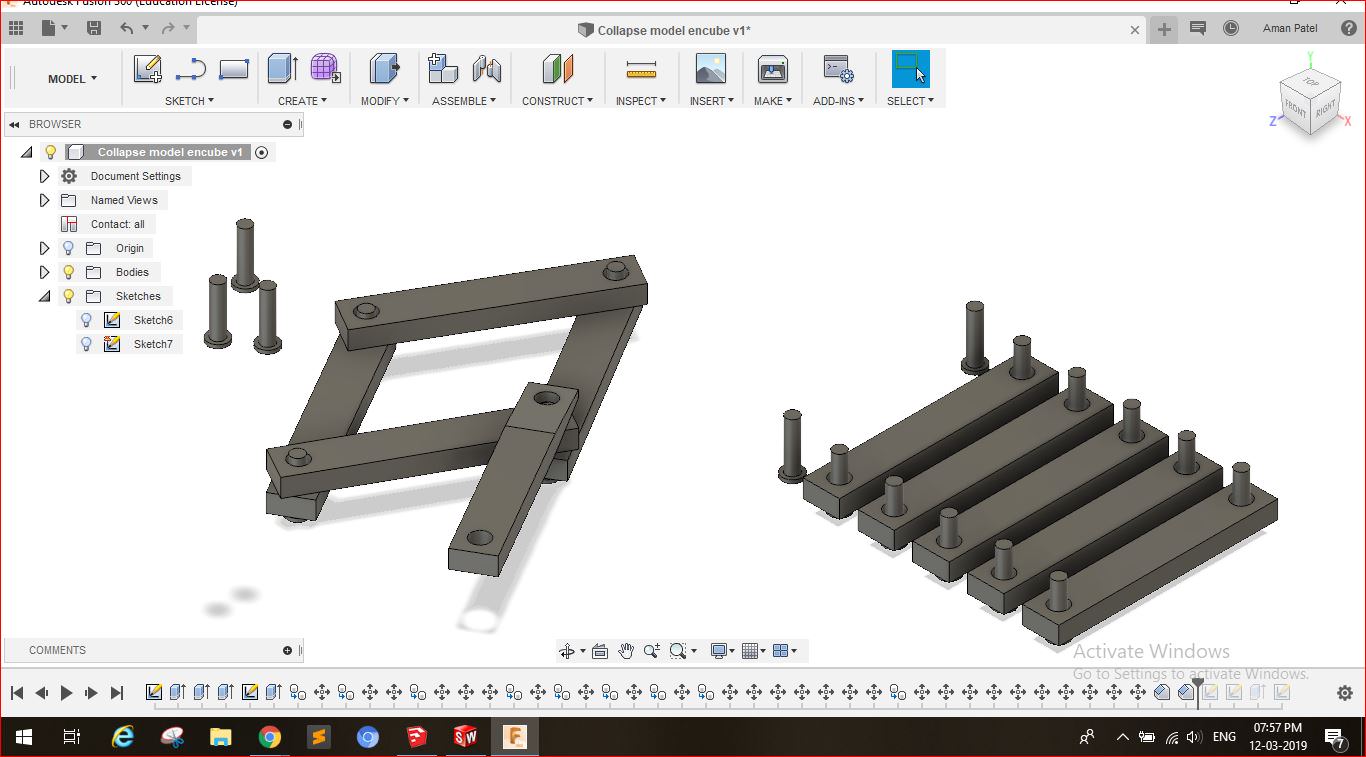 Autodesk Fusion 360 (Education License)
Collapse model encube v1*
Aman Patel
MODEL
SKETCH
CREATE
MODIFY
ASSEMBLE
CONSTRUCT
INSPECT
INSERT
MAKE
ADD-INS
SELECT
Y
TOP
FRONT
RIGHT
Z
X
BROWSER
Collapse model encube v1
Document Settings
Named Views
Contact: all
Origin
Bodies
Sketches
Sketch6
Sketch7
COMMENTS
Activate Windows
Go to Settings to activate Windows.
ENG
07:57 PM
12-03-2019
7